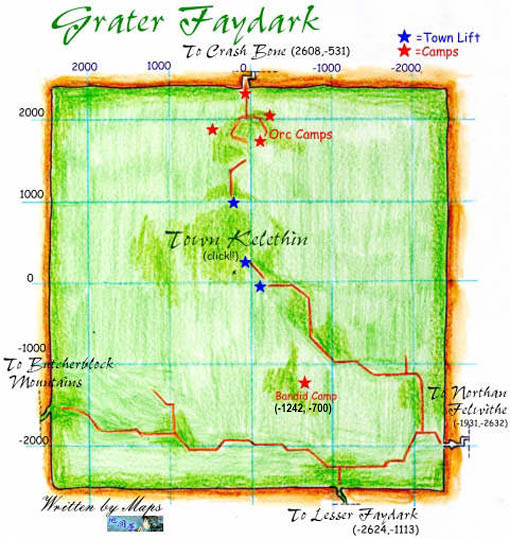 Grater Faydark
=Town Lift
=Camps
To Crash Bone (2608,-531)
2000
1000
-0
-1000
-2000
2000
Orc Camps
1000
Town Kelethin
(click!!)
0
-1000
To Butcherblock
Mountains
Bandid Camp
(-1242, -700)
To Northan
Felwithe
(-1931,-2632)
-2000
Written by Maps
To Lesser Faydark
(-2624,-1113)